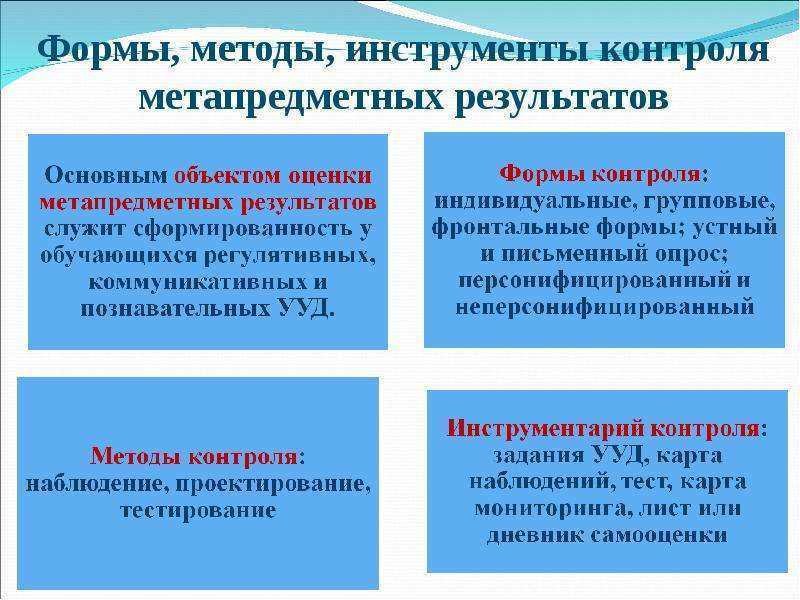 Формы, методы, инструменты контроля
метапредметных результатов
Основным объектом оценки
метапредметных результатов
служит сформированность у
обучающихся регулятивных,
коммуникативных и
познавательных УУД.
Формы контроля:
индивидуальные, групповые,
фронтальные формы; устный
и письменный опрос;
персонифицированный и
неперсонифицированный
Методы контроля:
наблюдение, проектирование,
тестирование
Инструментарий контроля:
задания УУД, карта
наблюдений, тест, карта
мониторинга, лист или
дневник самооценки